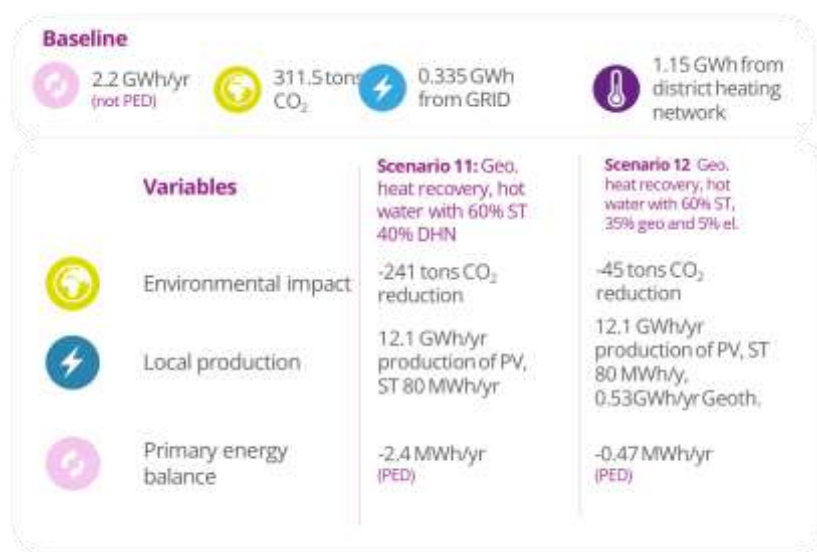 Baseline
2.2 GWh/yr
(not PED)
311.5 tons
CO₂
0.335 GWh
from GRID
1.15 GWh from
district heating
network
Variables
Scenario 11: Geo.
heat recovery, hot
water with 60% ST
40% DHN
Scenario 12 Geo.
heat recovery, hot
water with 60% ST,
35% geo and 5% el.
Environmental impact
-241 tons CO₂
reduction
-45 tons CO₂
reduction
Local production
12.1 GWh/yr
production of PV,
ST 80 MWh/yr
12.1 GWh/yr
production of PV, ST
80 MWh/y,
0.53GWh/yr Geoth.
Primary energy
balance
-2.4 MWh/yr
(PED)
-0.47 MWh/yr
(PED)